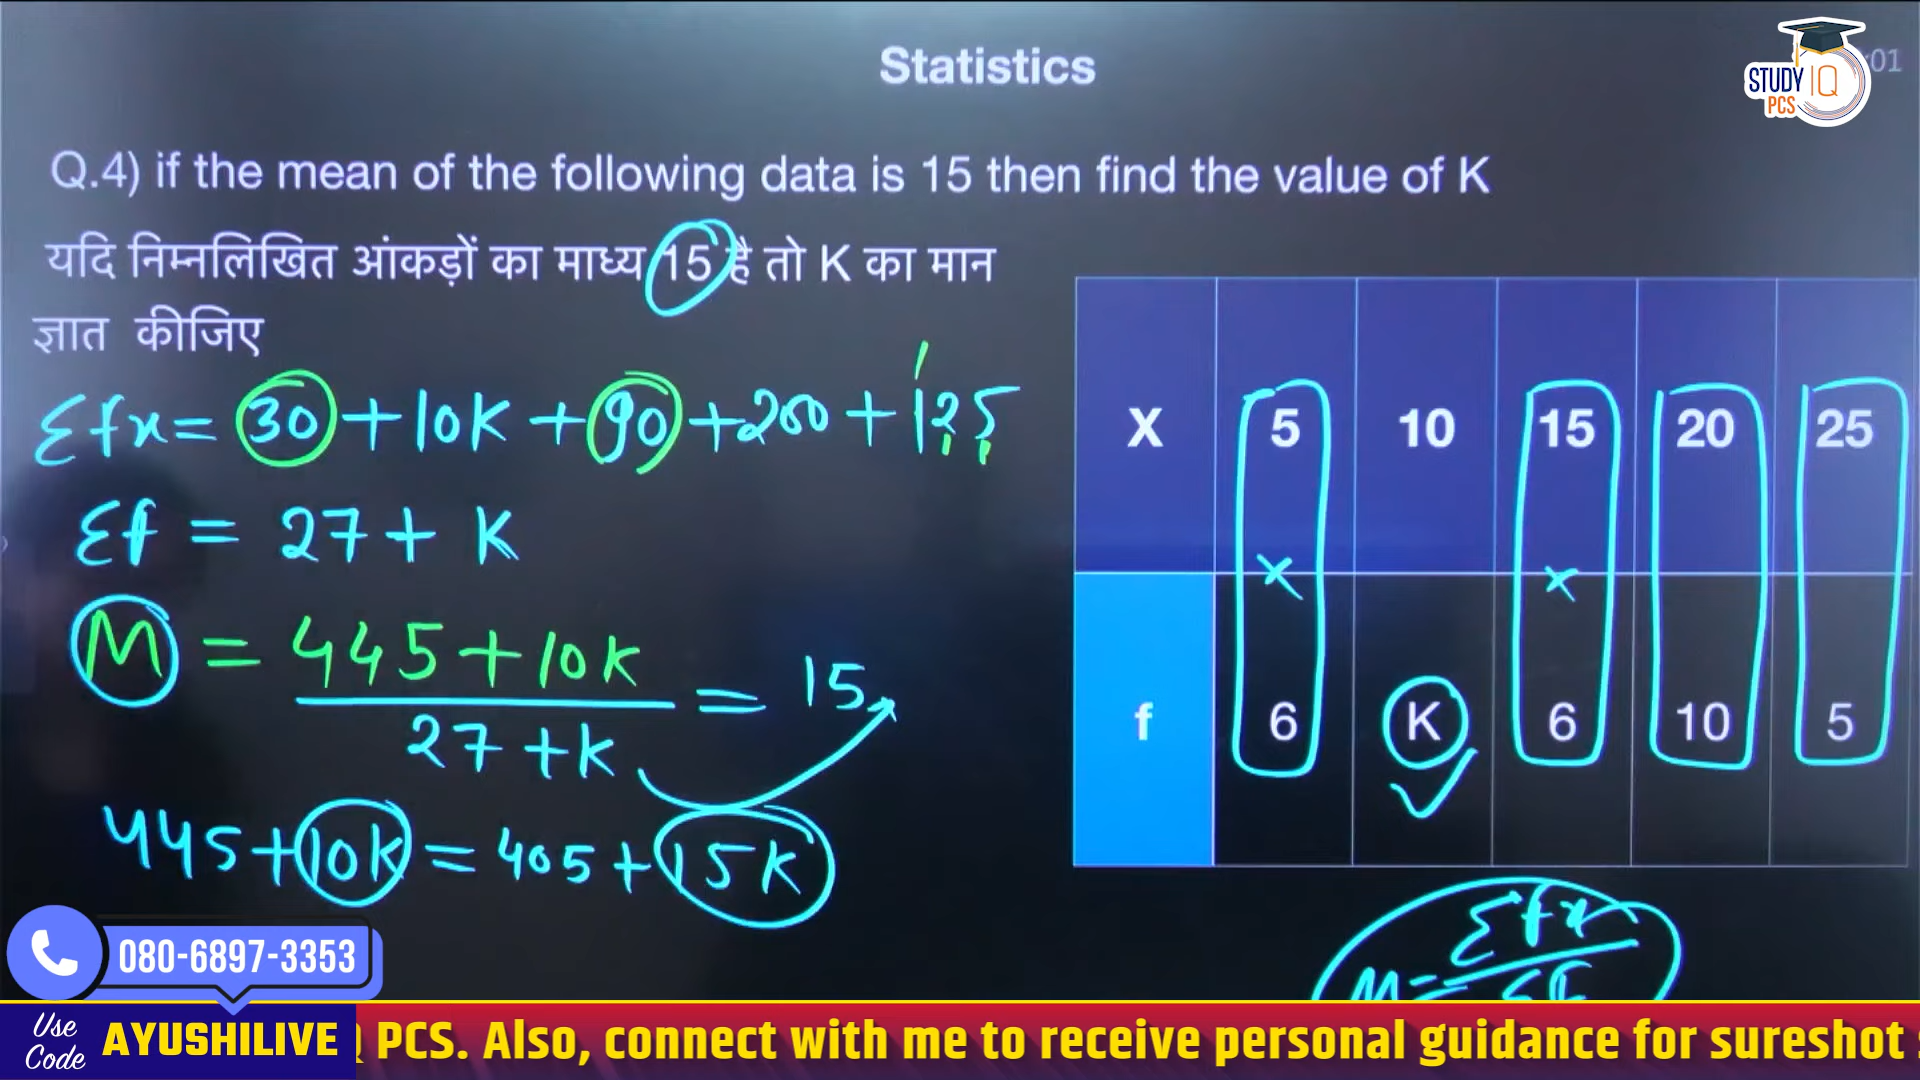 Statistics
STUDY IQ
PCS
:01
Q.4) if the mean of the following data is 15 then find the value of K
यदि निम्नलिखित आंकड़ों का माध्य 15 है तो K का मान
ज्ञात कीजिए
Σfx = 30 + 10K + 90 + 200 + 125
Σf = 27 + K
M = 445 + 10K = 15
27 + K
445 + 10K = 405 + 15K
X 5 10 15 20 25
× ×
f 6 K 6 10 5
Σfx
M =
080-6897-3353
Use
Code
AYUSHILIVE
PCS. Also, connect with me to receive personal guidance for sureshot